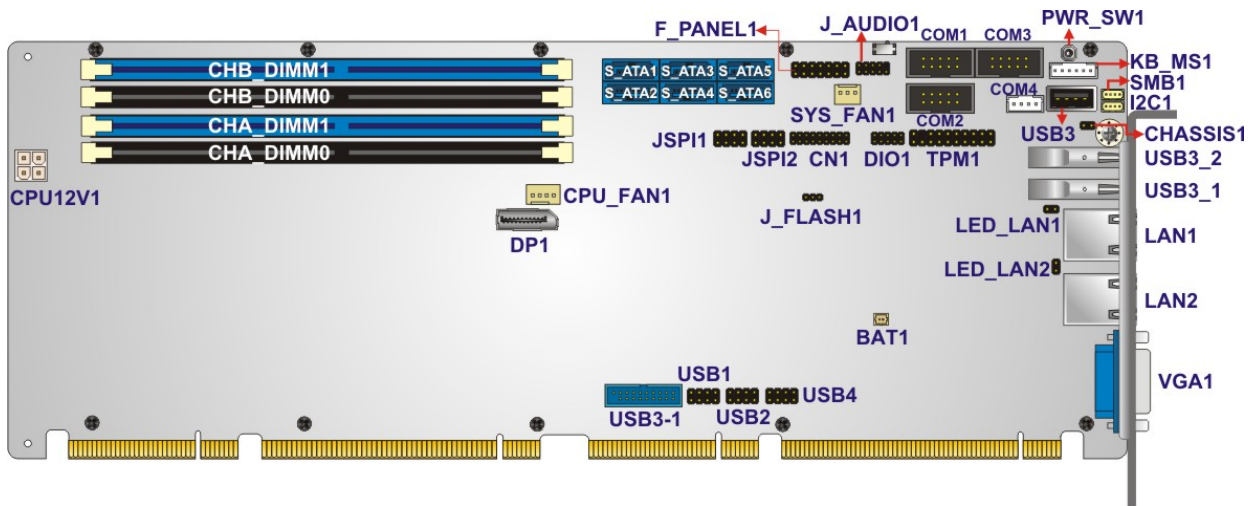 PWR_SW1
F_PANEL1
J_AUDIO1
COM1
COM3
KB_MS1
CHB_DIMM1
S_ATA1 S_ATA3 S_ATA5
SMB1
CHB_DIMM0
S_ATA2 S_ATA4 S_ATA6
COM4
I2C1
SYS_FAN1
COM2
USB3
CHA_DIMM1
CHASSIS1
JSPI1
CHA_DIMM0
JSPI2
CN1
DIO1
TPM1
USB3_2
CPU12V1
CPU_FAN1
USB3_1
J_FLASH1
LED_LAN1
LAN1
DP1
LED_LAN2
LAN2
BAT1
USB1
VGA1
USB4
USB3-1
USB2